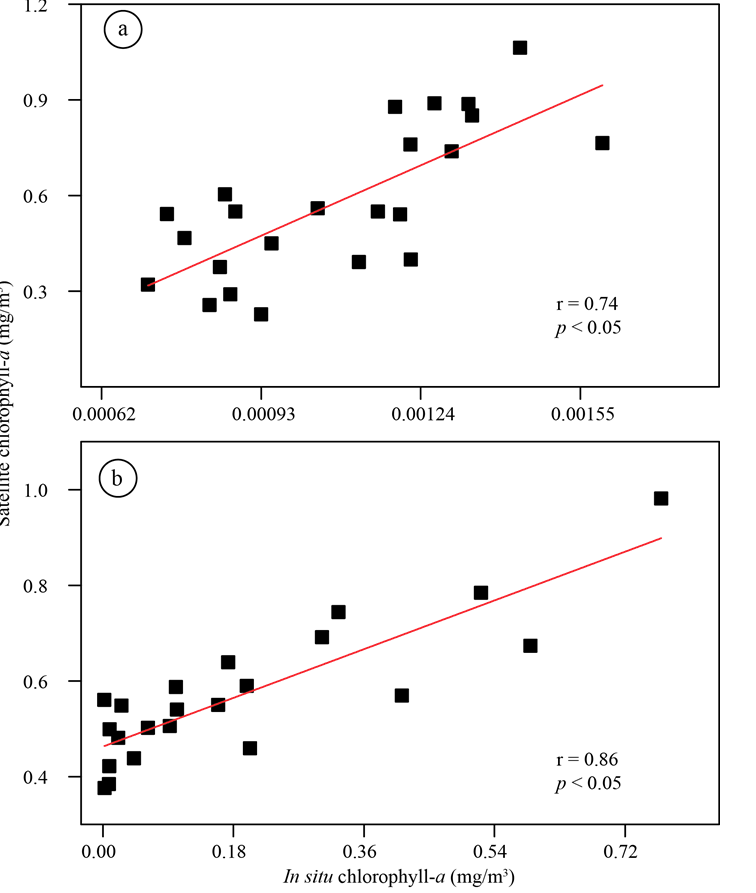 a
1.2
0.9
0.6
0.3
r = 0.74
p < 0.05
0.00062 0.00093 0.00124 0.00155
Satellite chlorophyll-a (mg/m³)
b
1.0
0.8
0.6
0.4
r = 0.86
p < 0.05
0.00 0.18 0.36 0.54 0.72
In situ chlorophyll-a (mg/m³)